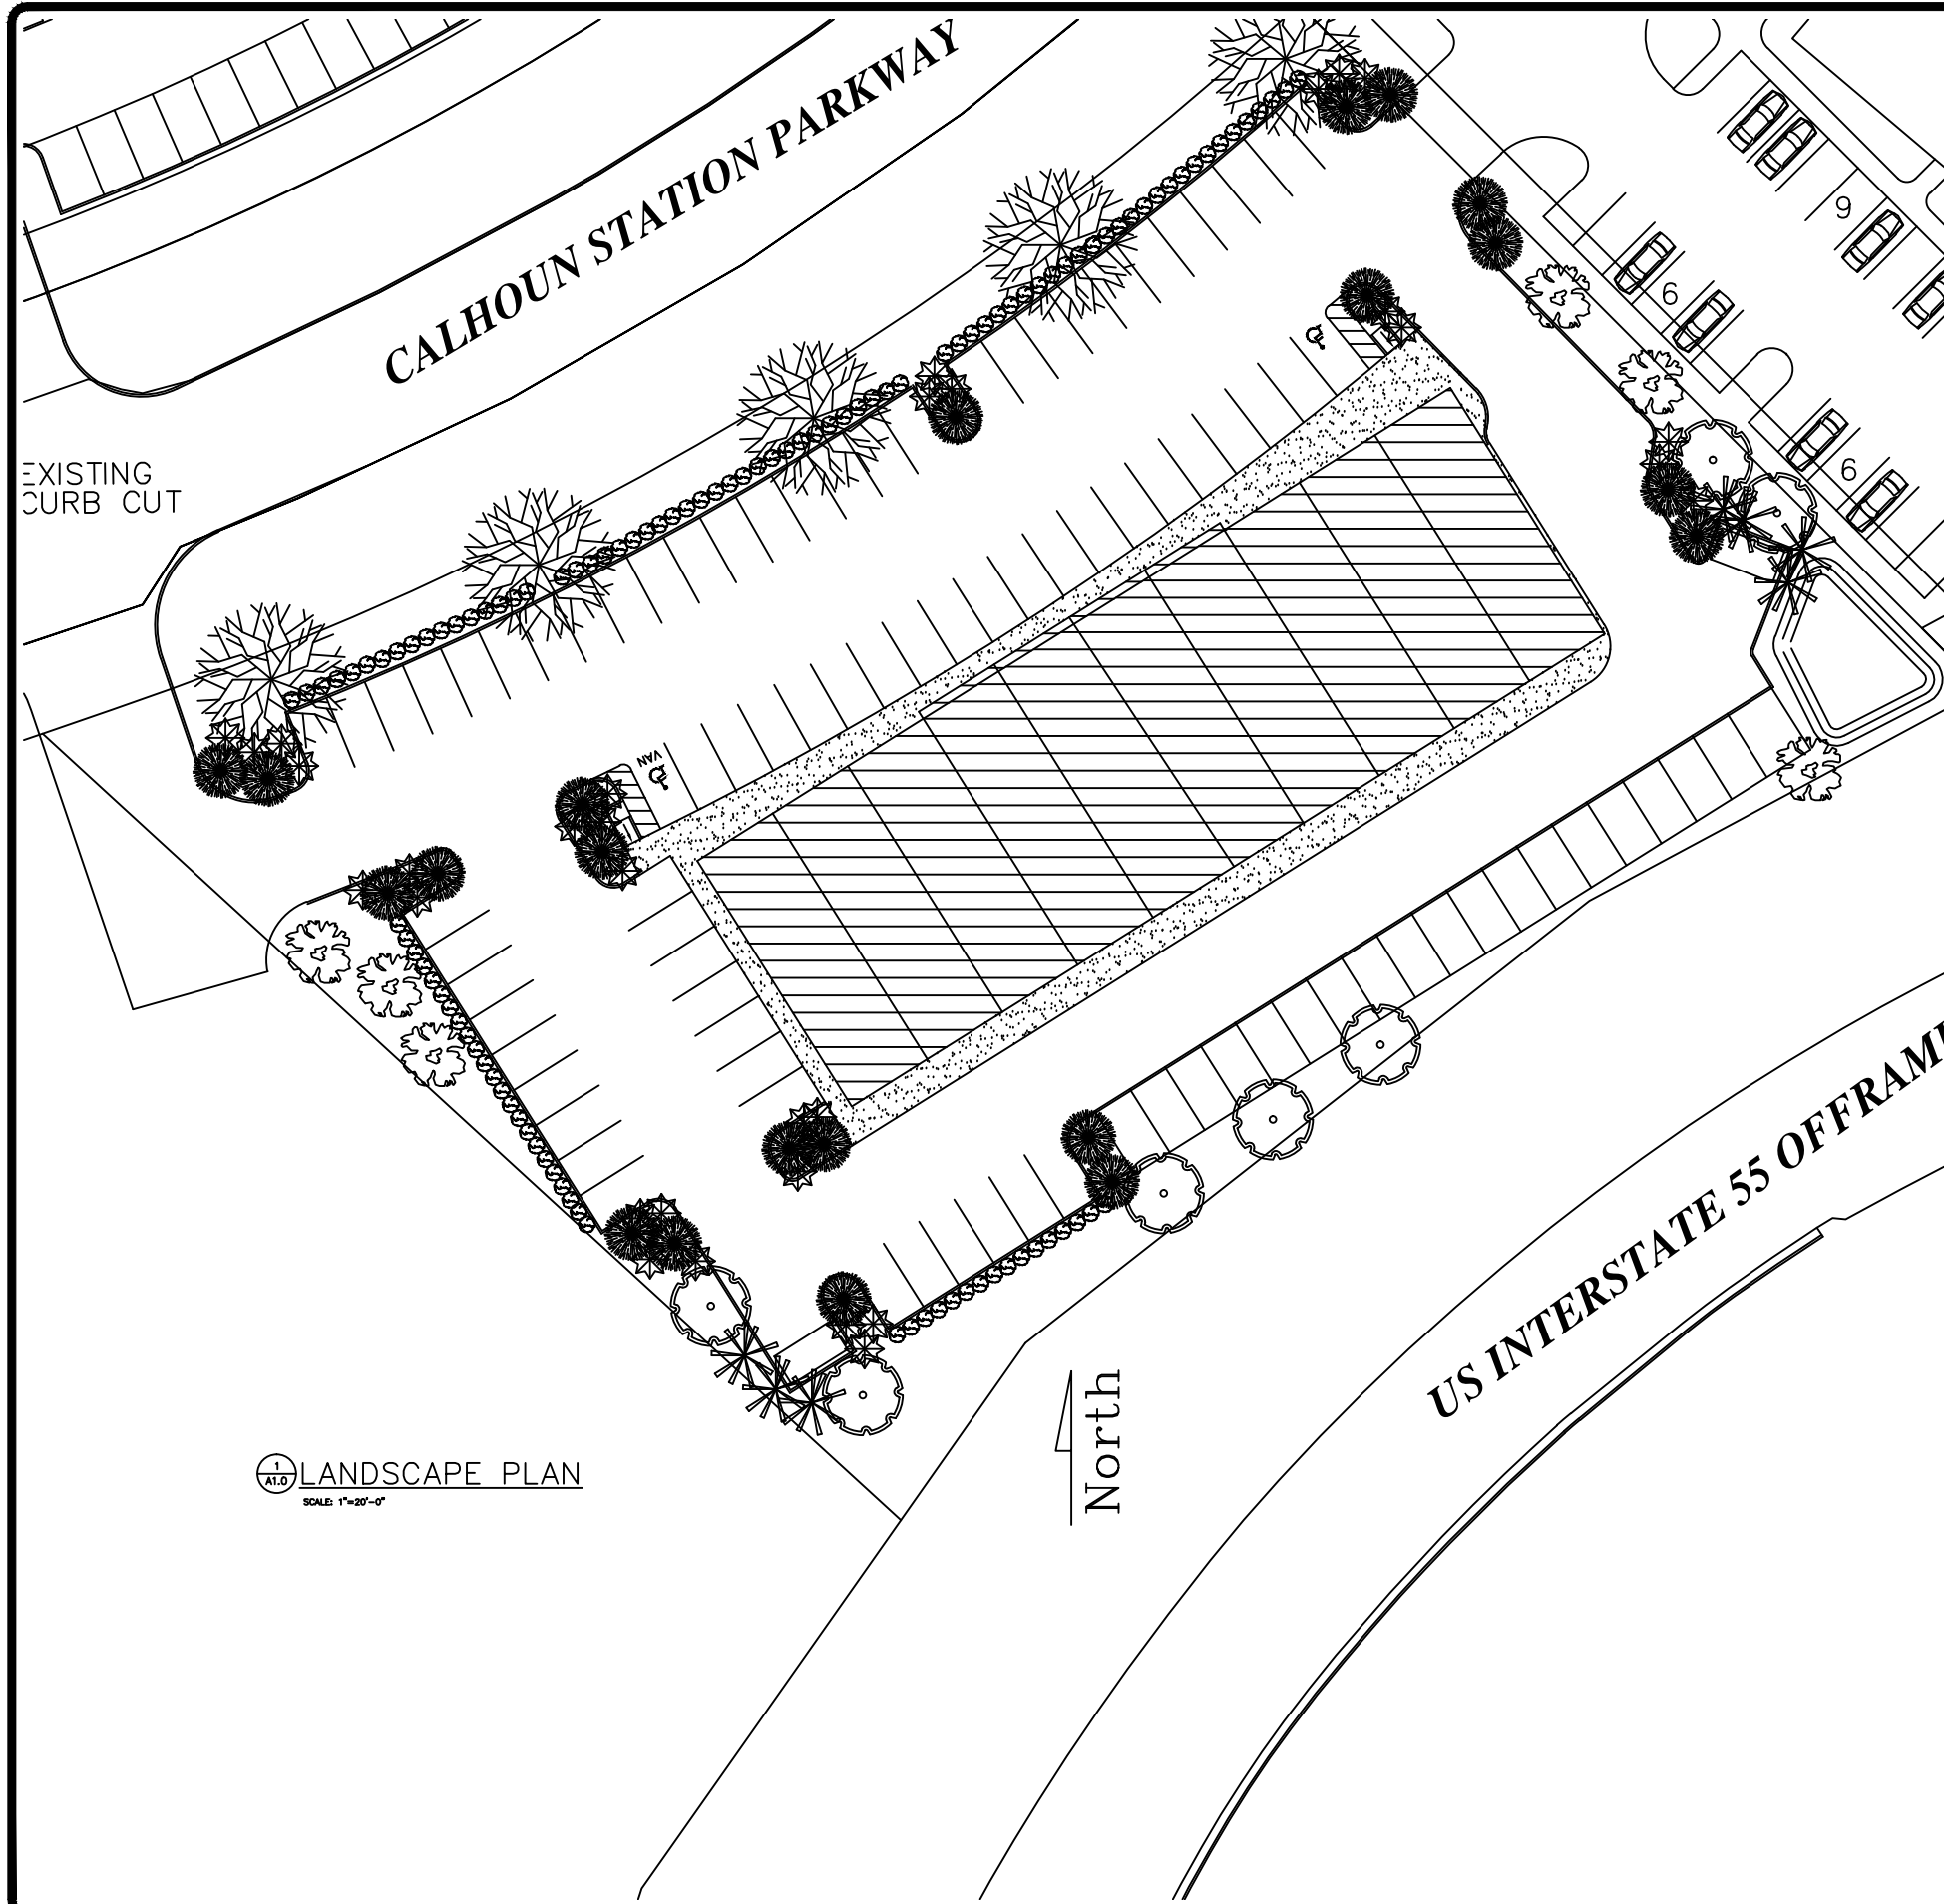 CALHOUN STATION PARKWAY
9
6
6
EXISTING
CURB CUT
VAN
US INTERSTATE 55 OFFRAM
North
1
A1.0
LANDSCAPE PLAN
SCALE: 1"=20'-0"